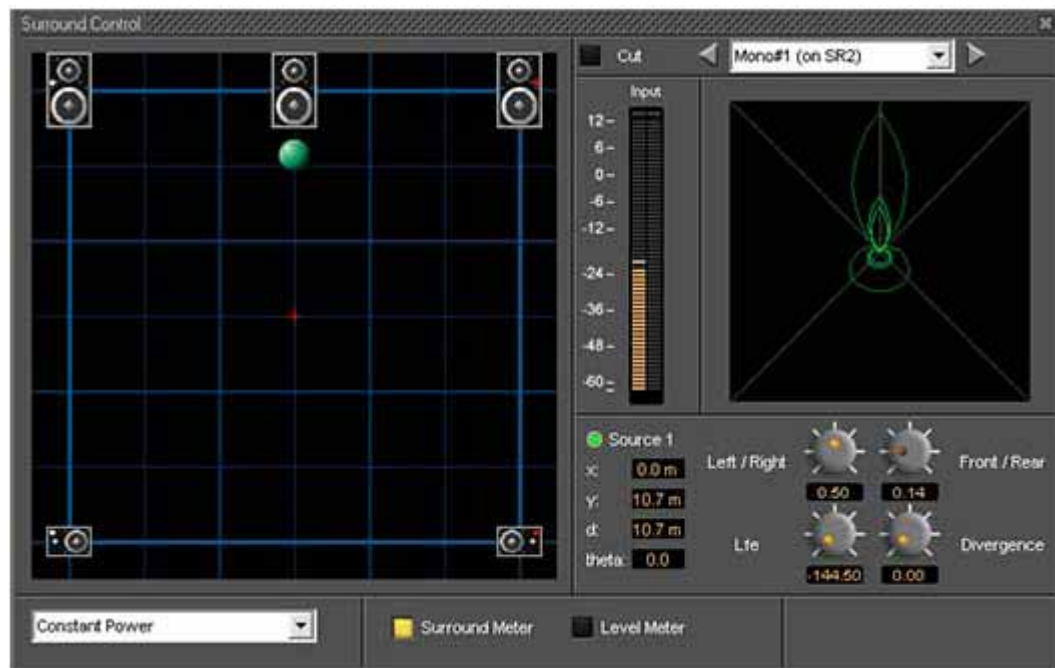 Surround Control
Cut
Mono#1 (on SR2)
Input
12
6
0
-6
-12
-24
-36
-48
-60
Source 1
x: 0.0 m
y: 10.7 m
d: 10.7 m
theta: 0.0
Left / Right
0.50
0.14
Front / Rear
Lfe
-144.50
0.00
Divergence
Constant Power
Surround Meter
Level Meter